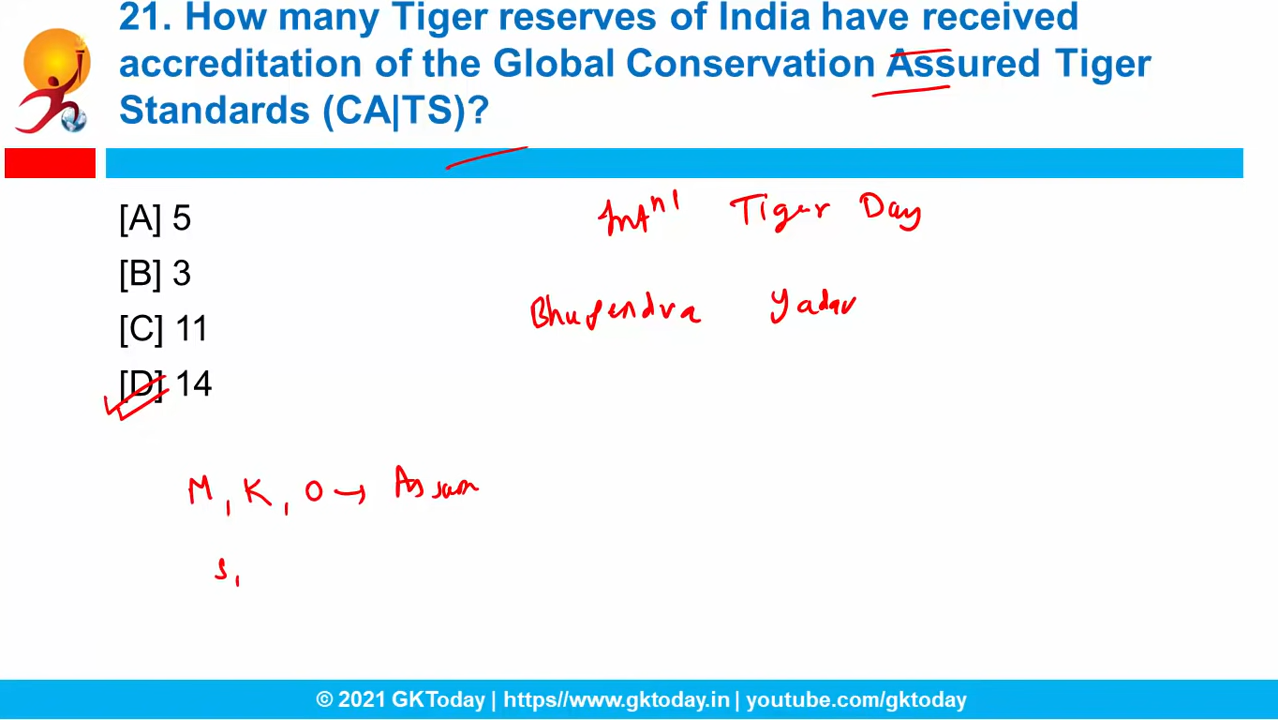 21. How many Tiger reserves of India have received
accreditation of the Global Conservation Assured Tiger
Standards (CA|TS)?
[A] 5
[B] 3
[C] 11
[D] 14
Intnl Tiger Day
Bhupendra Yadav
M, K, O → Assam
S,
© 2021 GKToday | https//www.gktoday.in | youtube.com/gktoday